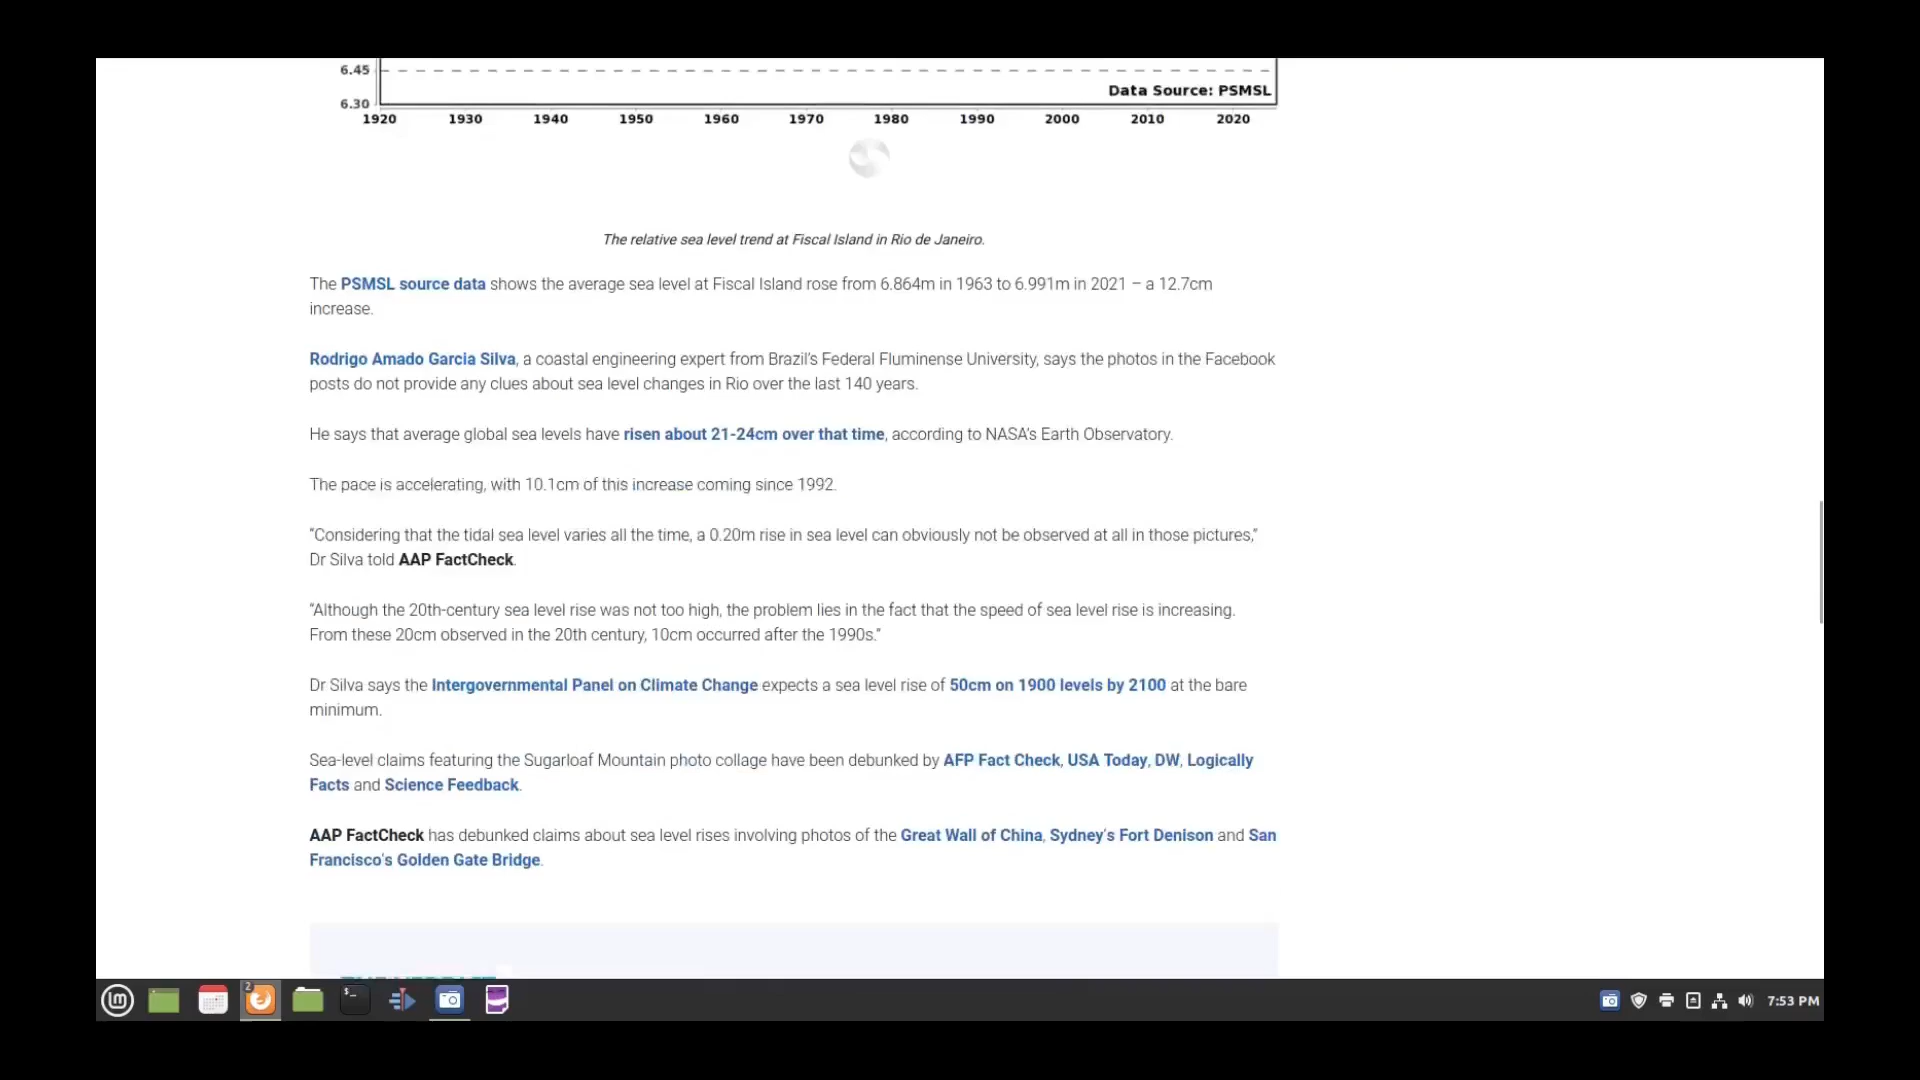 6.45
6.30
Data Source: PSMSL
1920 1930 1940 1950 1960 1970 1980 1990 2000 2010 2020
The relative sea level trend at Fiscal Island in Rio de Janeiro.
The PSMSL source data shows the average sea level at Fiscal Island rose from 6.864m in 1963 to 6.991m in 2021 – a 12.7cm
increase.
Rodrigo Amado Garcia Silva, a coastal engineering expert from Brazil’s Federal Fluminense University, says the photos in the Facebook
posts do not provide any clues about sea level changes in Rio over the last 140 years.
He says that average global sea levels have risen about 21-24cm over that time, according to NASA’s Earth Observatory.
The pace is accelerating, with 10.1cm of this increase coming since 1992.
“Considering that the tidal sea level varies all the time, a 0.20m rise in sea level can obviously not be observed at all in those pictures,”
Dr Silva told AAP FactCheck.
“Although the 20th-century sea level rise was not too high, the problem lies in the fact that the speed of sea level rise is increasing.
From these 20cm observed in the 20th century, 10cm occurred after the 1990s.”
Dr Silva says the Intergovernmental Panel on Climate Change expects a sea level rise of 50cm on 1900 levels by 2100 at the bare
minimum.
Sea-level claims featuring the Sugarloaf Mountain photo collage have been debunked by AFP Fact Check, USA Today, DW, Logically
Facts and Science Feedback.
AAP FactCheck has debunked claims about sea level rises involving photos of the Great Wall of China, Sydney’s Fort Denison and San
Francisco’s Golden Gate Bridge.
2
$_
7:53 PM